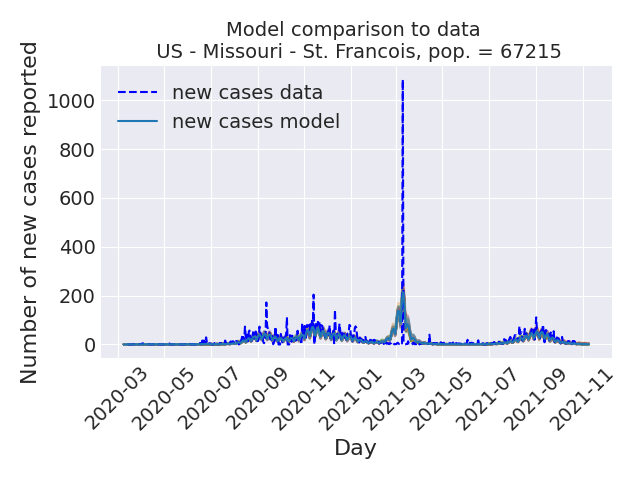 Model comparison to data
US - Missouri - St. Francois, pop. = 67215
Number of new cases reported
new cases data
new cases model
1000
800
600
400
200
0
2020-03
2020-05
2020-07
2020-09
2020-11
2021-01
2021-03
2021-05
2021-07
2021-09
2021-11
Day